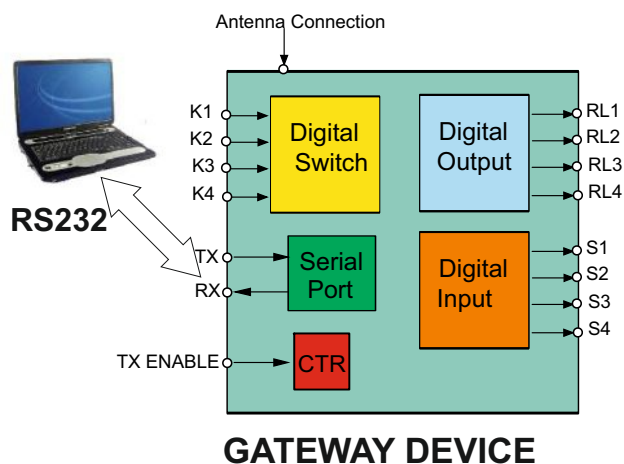 Antenna Connection
K1
K2
K3
K4
Digital
Switch
Digital
Output
RL1
RL2
RL3
RL4
RS232
TX
RX
Serial
Port
Digital
Input
S1
S2
S3
S4
TX ENABLE
CTR
GATEWAY DEVICE